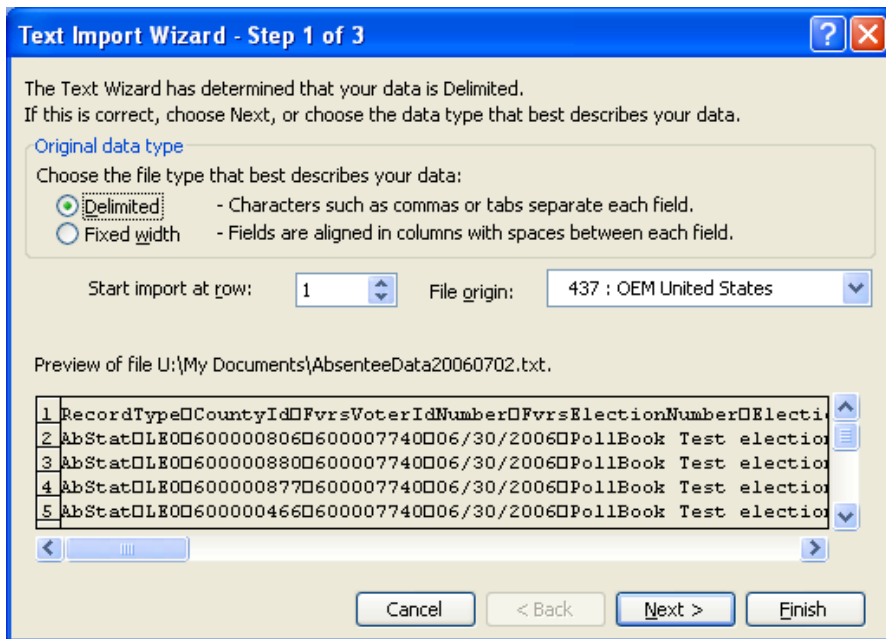 Text Import Wizard - Step 1 of 3
The Text Wizard has determined that your data is Delimited.
If this is correct, choose Next, or choose the data type that best describes your data.
Original data type
Choose the file type that best describes your data:
Delimited - Characters such as commas or tabs separate each field.
Fixed width - Fields are aligned in columns with spaces between each field.
Start import at row: 1 File origin: 437 : OEM United States
Preview of file U:\My Documents\AbsenteeData20060702.txt.
1 RecordType□CountyId□FvrsVoterIdNumber□FvrsElectionNumber□Electi
2 AbStat□LEO□600000806□600007740□06/30/2006□PollBook Test election
3 AbStat□LEO□600000880□600007740□06/30/2006□PollBook Test election
4 AbStat□LEO□600000877□600007740□06/30/2006□PollBook Test election
5 AbStat□LEO□600000466□600007740□06/30/2006□PollBook Test election
Cancel < Back Next > Finish